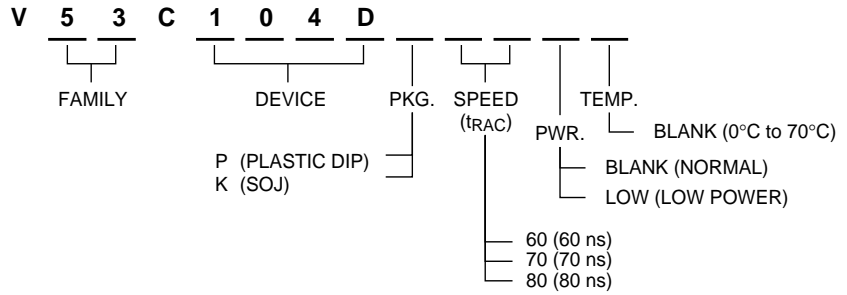 V 5 3 C 1 0 4 D
FAMILY DEVICE PKG. SPEED TEMP.
(tRAC) PWR. BLANK (0°C to 70°C)
P (PLASTIC DIP) BLANK (NORMAL)
K (SOJ) LOW (LOW POWER)
60 (60 ns)
70 (70 ns)
80 (80 ns)